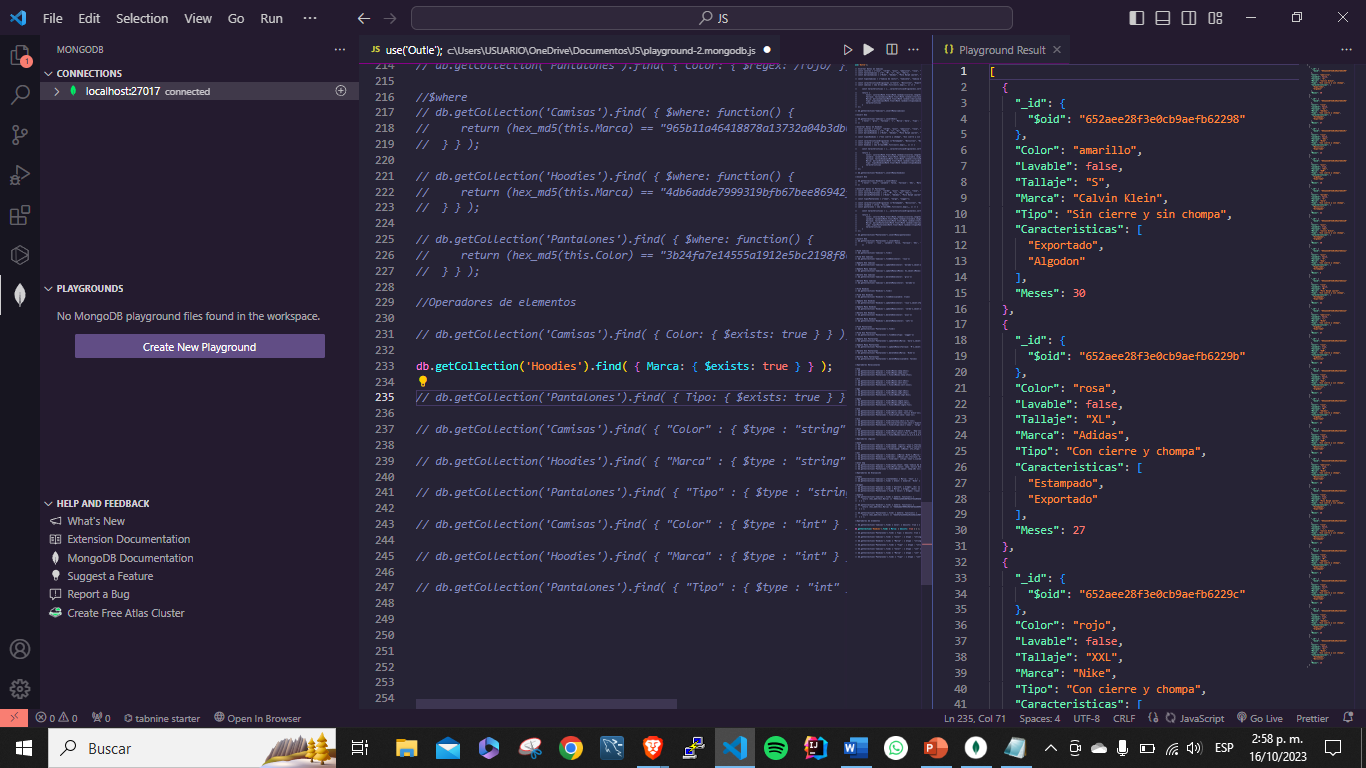 File Edit Selection View Go Run ···
JS
MONGODB
CONNECTIONS
localhost:27017 connected
PLAYGROUNDS
No MongoDB playground files found in the workspace.
Create New Playground
HELP AND FEEDBACK
What's New
Extension Documentation
MongoDB Documentation
Suggest a Feature
Report a Bug
Create Free Atlas Cluster
JS use('Outle'); c:\Users\USUARIO\OneDrive\Documentos\JS\playground-2.mongodb.js
214 // db.getCollection('Pantalones').find( { Color: { $regex: /rojo/ }
215
216 //$where
217 // db.getCollection('Camisas').find( { $where: function() {
218 // return (hex_md5(this.Marca) == "965b11a46418878a13732a04b3db
219 // } } );
220
221 // db.getCollection('Hoodies').find( { $where: function() {
222 // return (hex_md5(this.Marca) == "4db6adde7999319bfb67bee86942
223 // } } );
224
225 // db.getCollection('Pantalones').find( { $where: function() {
226 // return (hex_md5(this.Color) == "3b24fa7e14555a1912e5bc2198f8
227 // } } );
228
229 //Operadores de elementos
230
231 // db.getCollection('Camisas').find( { Color: { $exists: true } } )
232
233 db.getCollection('Hoodies').find( { Marca: { $exists: true } } );
234
235 // db.getCollection('Pantalones').find( { Tipo: { $exists: true } }
236
237 // db.getCollection('Camisas').find( { "Color" : { $type : "string"
238
239 // db.getCollection('Hoodies').find( { "Marca" : { $type : "string"
240
241 // db.getCollection('Pantalones').find( { "Tipo" : { $type : "strin
242
243 // db.getCollection('Camisas').find( { "Color" : { $type : "int" }
244
245 // db.getCollection('Hoodies').find( { "Marca" : { $type : "int" }
246
247 // db.getCollection('Pantalones').find( { "Tipo" : { $type : "int"
248
249
250
251
252
253
254
{} Playground Result
1 [
2 {
3 "_id": {
4 "$oid": "652aee28f3e0cb9aefb62298"
5 },
6 "Color": "amarillo",
7 "Lavable": false,
8 "Tallaje": "S",
9 "Marca": "Calvin Klein",
10 "Tipo": "Sin cierre y sin chompa",
11 "Caracteristicas": [
12 "Exportado",
13 "Algodon"
14 ],
15 "Meses": 30
16 },
17 {
18 "_id": {
19 "$oid": "652aee28f3e0cb9aefb6229b"
20 },
21 "Color": "rosa",
22 "Lavable": false,
23 "Tallaje": "XL",
24 "Marca": "Adidas",
25 "Tipo": "Con cierre y chompa",
26 "Caracteristicas": [
27 "Estampado",
28 "Exportado"
29 ],
30 "Meses": 27
31 },
32 {
33 "_id": {
34 "$oid": "652aee28f3e0cb9aefb6229c"
35 },
36 "Color": "rojo",
37 "Lavable": false,
38 "Tallaje": "XXL",
39 "Marca": "Nike",
40 "Tipo": "Con cierre y chompa",
41 "Caracteristicas": [
0 0 0 tabnine starter Open In Browser Ln 235, Col 71 Spaces: 4 UTF-8 CRLF JavaScript Go Live Prettier
Buscar ESP 2:58 p. m.
16/10/2023